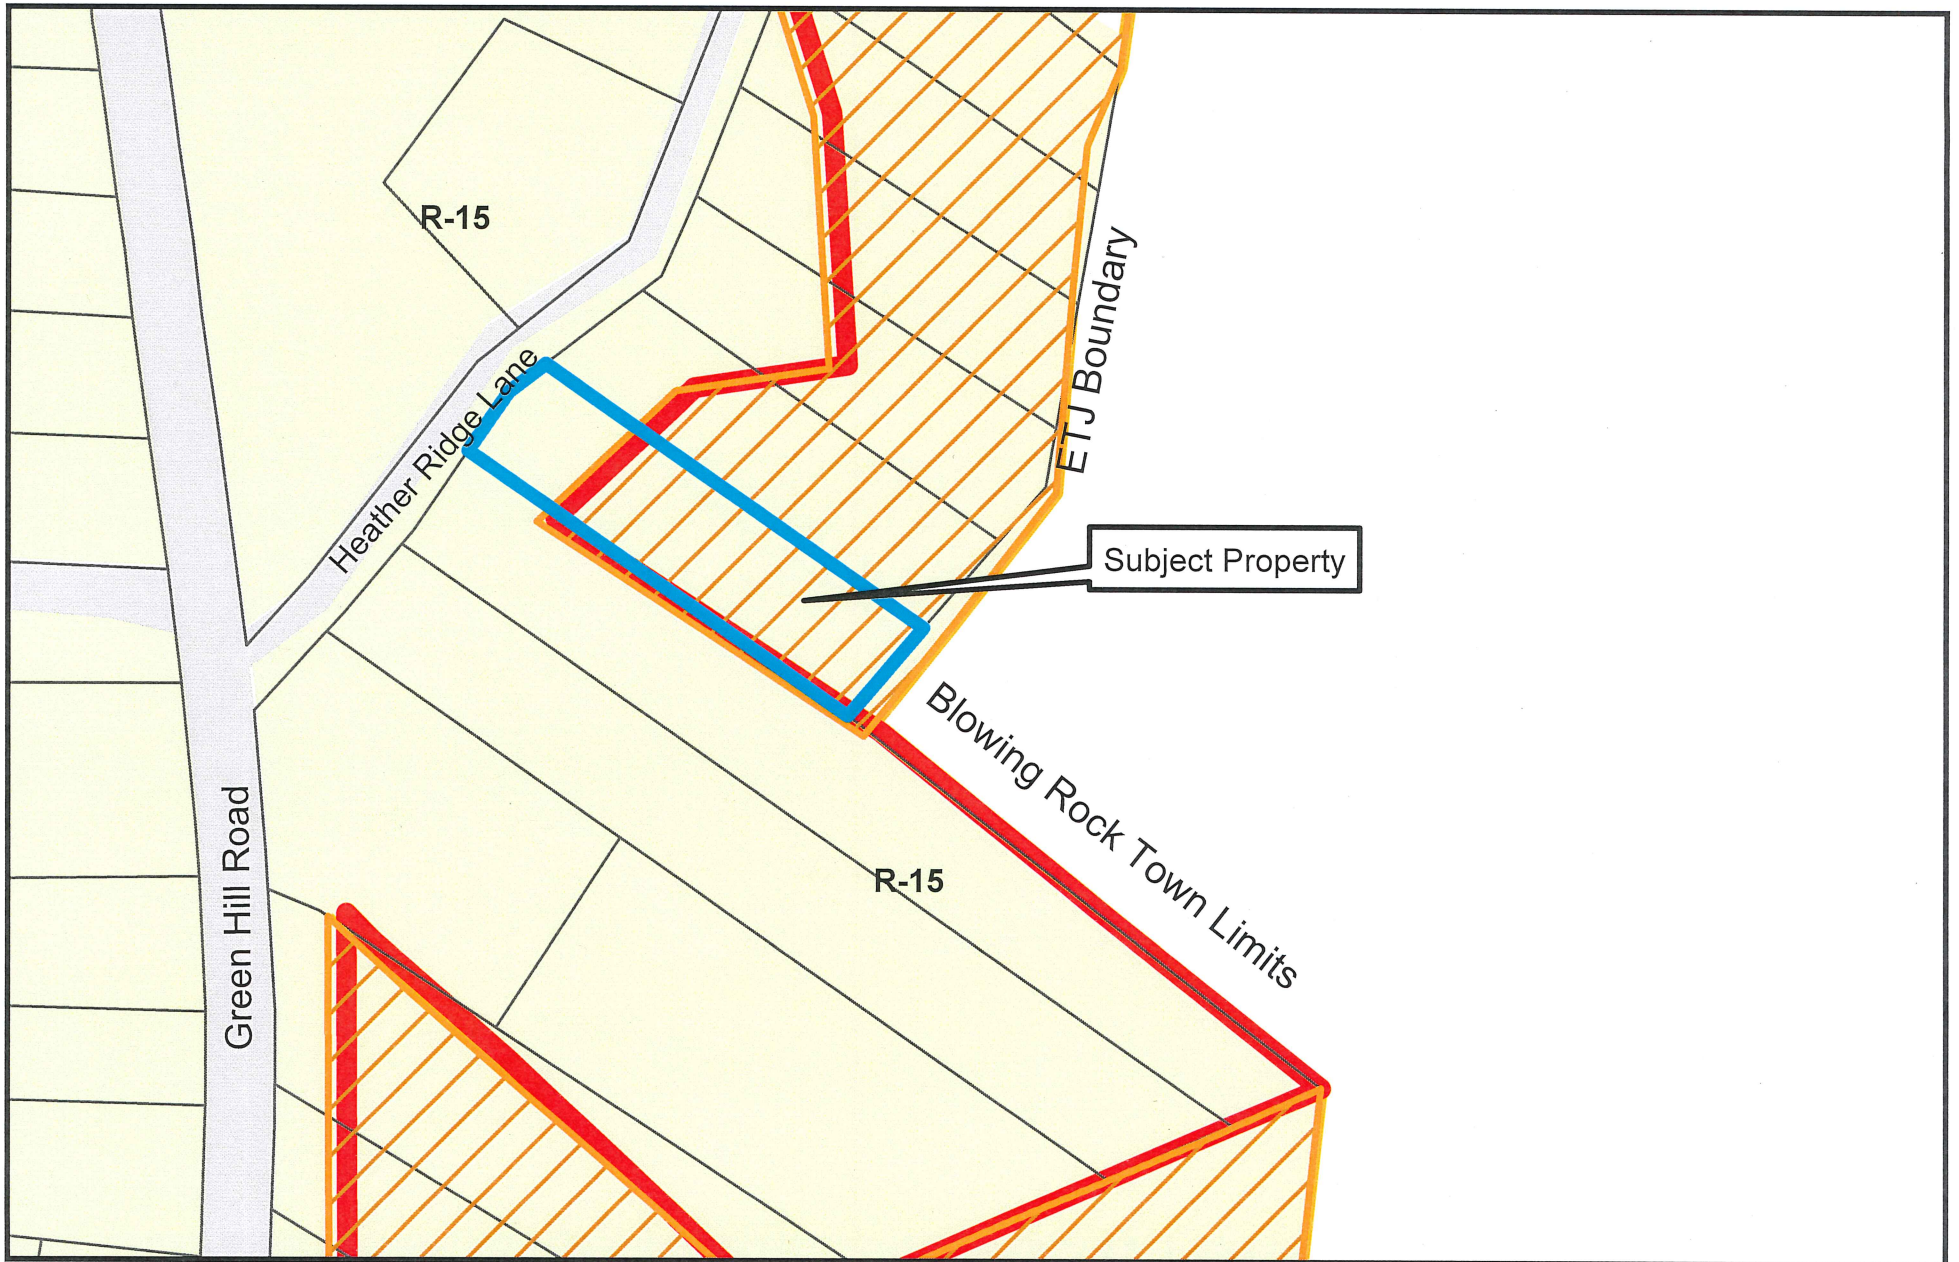 R-15
ETJ Boundary
Heather Ridge Lane
Subject Property
Blowing Rock Town Limits
R-15
Green Hill Road